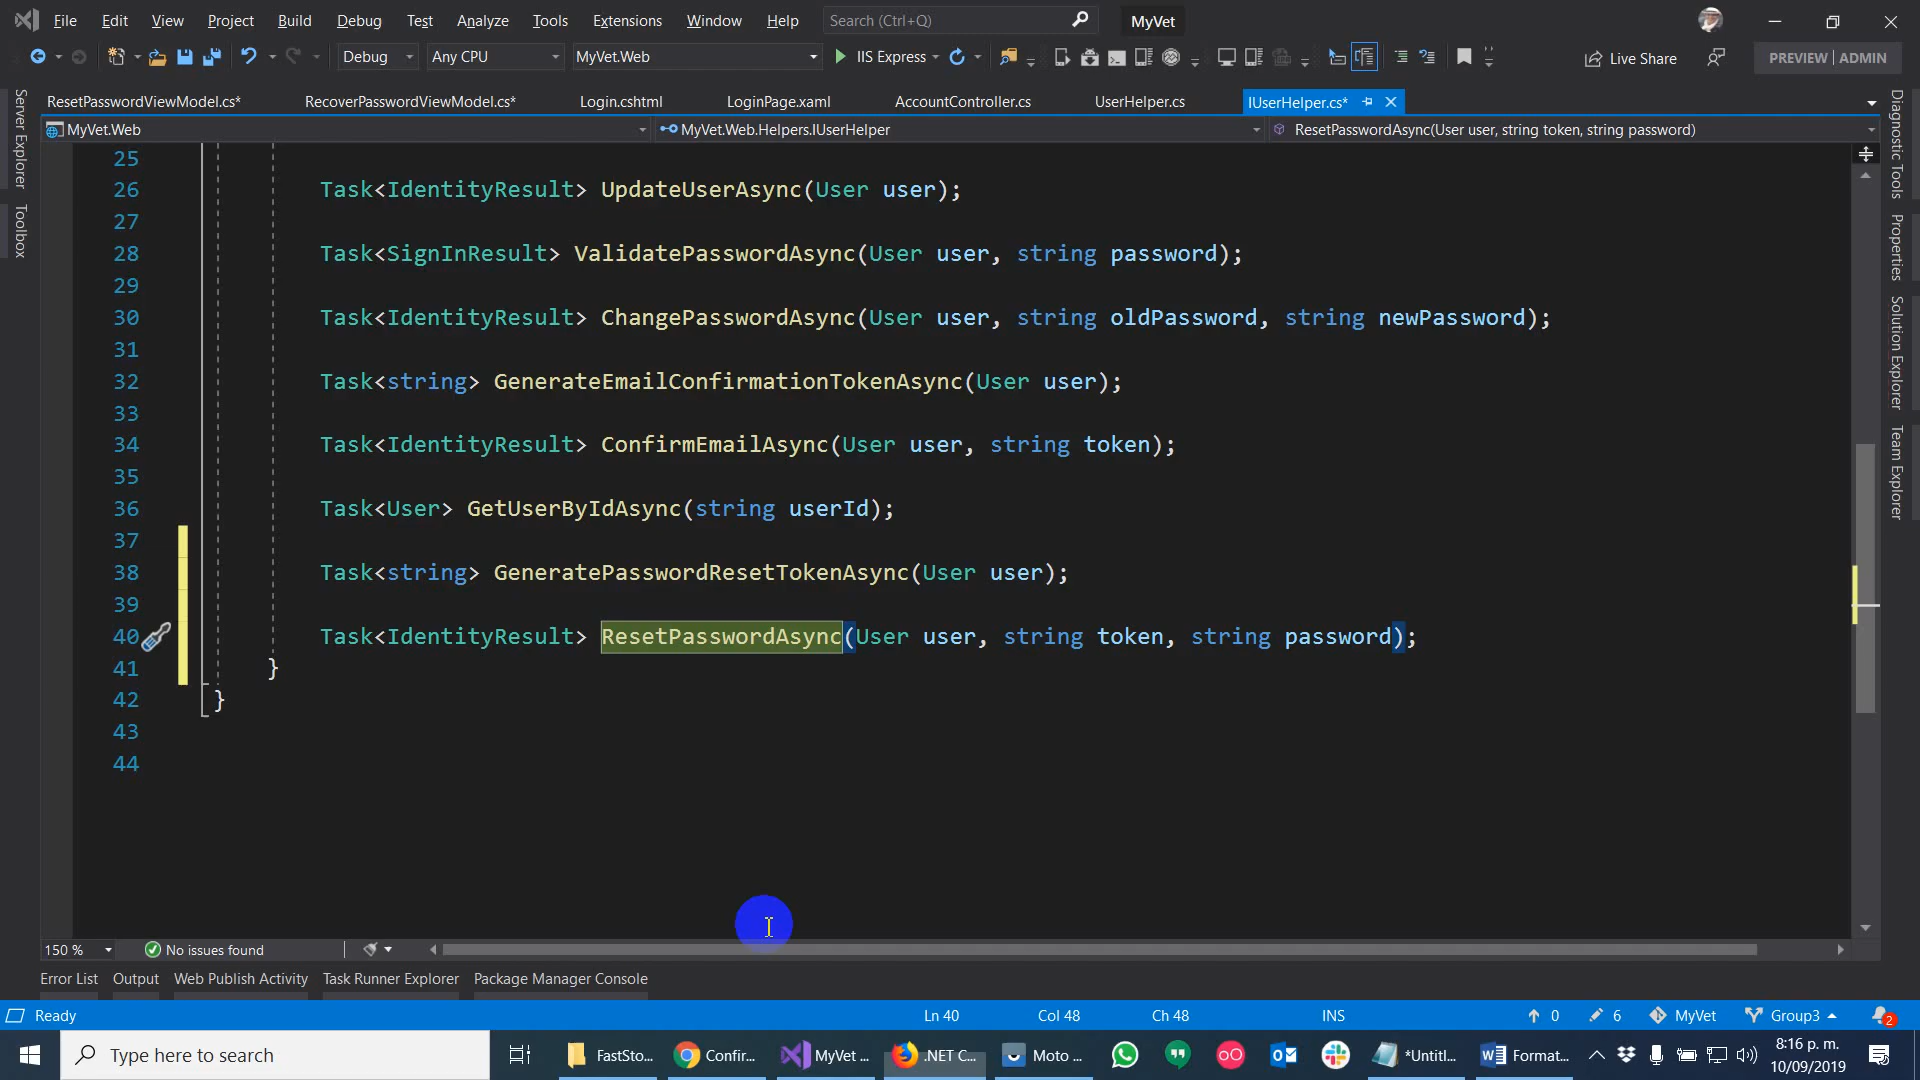 File Edit View Project Build Debug Test Analyze Tools Extensions Window Help Search (Ctrl+Q) MyVet
Debug Any CPU MyVet.Web IIS Express Live Share PREVIEW ADMIN
ResetPasswordViewModel.cs* RecoverPasswordViewModel.cs* Login.cshtml LoginPage.xaml AccountController.cs UserHelper.cs IUserHelper.cs*
MyVet.Web MyVet.Web.Helpers.IUserHelper ResetPasswordAsync(User user, string token, string password)
Server Explorer
Toolbox
25
26 Task<IdentityResult> UpdateUserAsync(User user);
27
28 Task<SignInResult> ValidatePasswordAsync(User user, string password);
29
30 Task<IdentityResult> ChangePasswordAsync(User user, string oldPassword, string newPassword);
31
32 Task<string> GenerateEmailConfirmationTokenAsync(User user);
33
34 Task<IdentityResult> ConfirmEmailAsync(User user, string token);
35
36 Task<User> GetUserByIdAsync(string userId);
37
38 Task<string> GeneratePasswordResetTokenAsync(User user);
39
40 Task<IdentityResult> ResetPasswordAsync(User user, string token, string password);
41 }
42 }
43
44
Diagnostic Tools
Properties
Solution Explorer
Team Explorer
150 % No issues found
Error List Output Web Publish Activity Task Runner Explorer Package Manager Console
Ready Ln 40 Col 48 Ch 48 INS 0 6 MyVet Group3 2
Type here to search FastSto... Confir... MyVet ... .NET C... Moto ... *Untitl... Format... 8:16 p. m.
10/09/2019